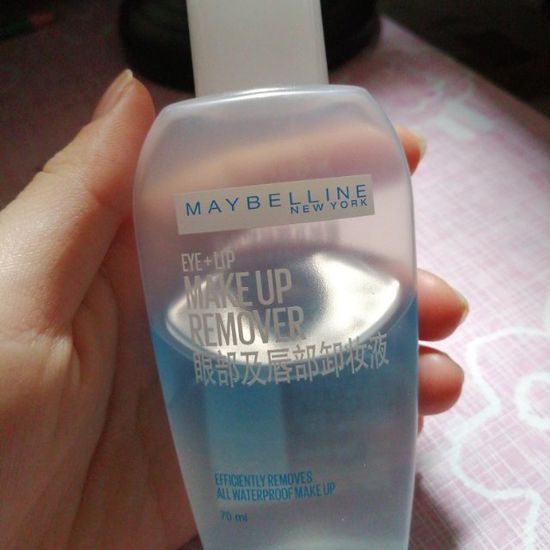 MAYBELLINE
NEW YORK
EYE + LIP
MAKE UP
REMOVER
眼部及唇部卸妆液
EFFICIENTLY REMOVES
ALL WATERPROOF MAKE UP
70 ml